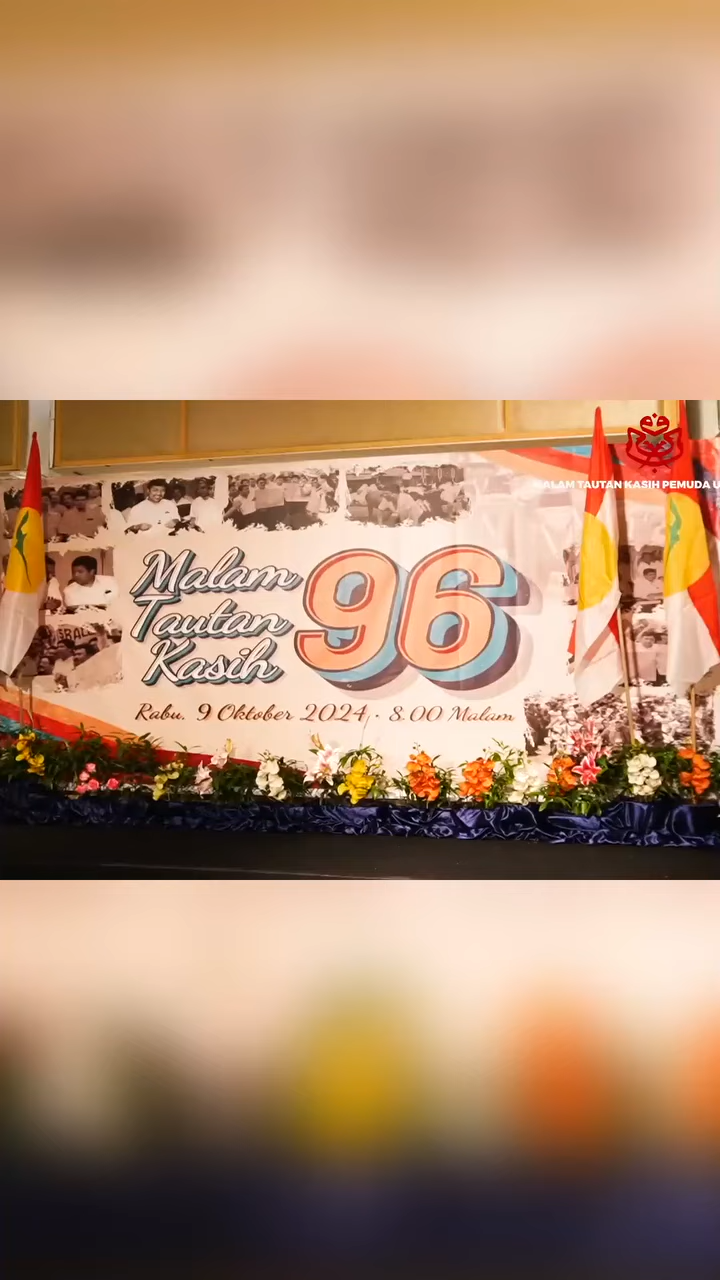 MALAM TAUTAN KASIH PEMUDA U
Malam
Tautan
Kasih
96
Rabu, 9 Oktober 2024 • 8.00 Malam